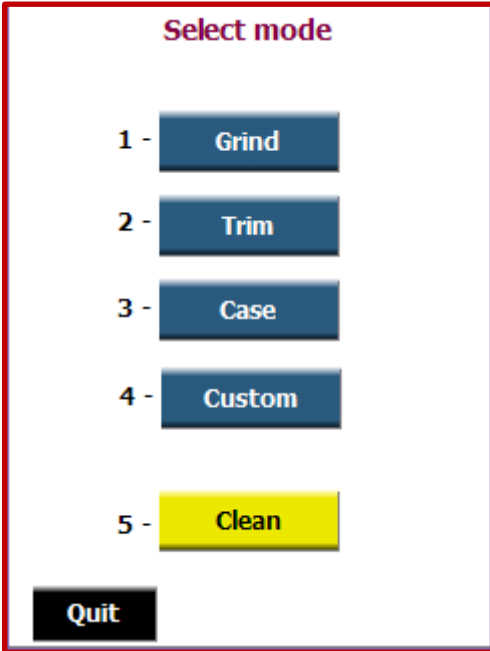 Select mode
1 - Grind
2 - Trim
3 - Case
4 - Custom
5 - Clean
Quit